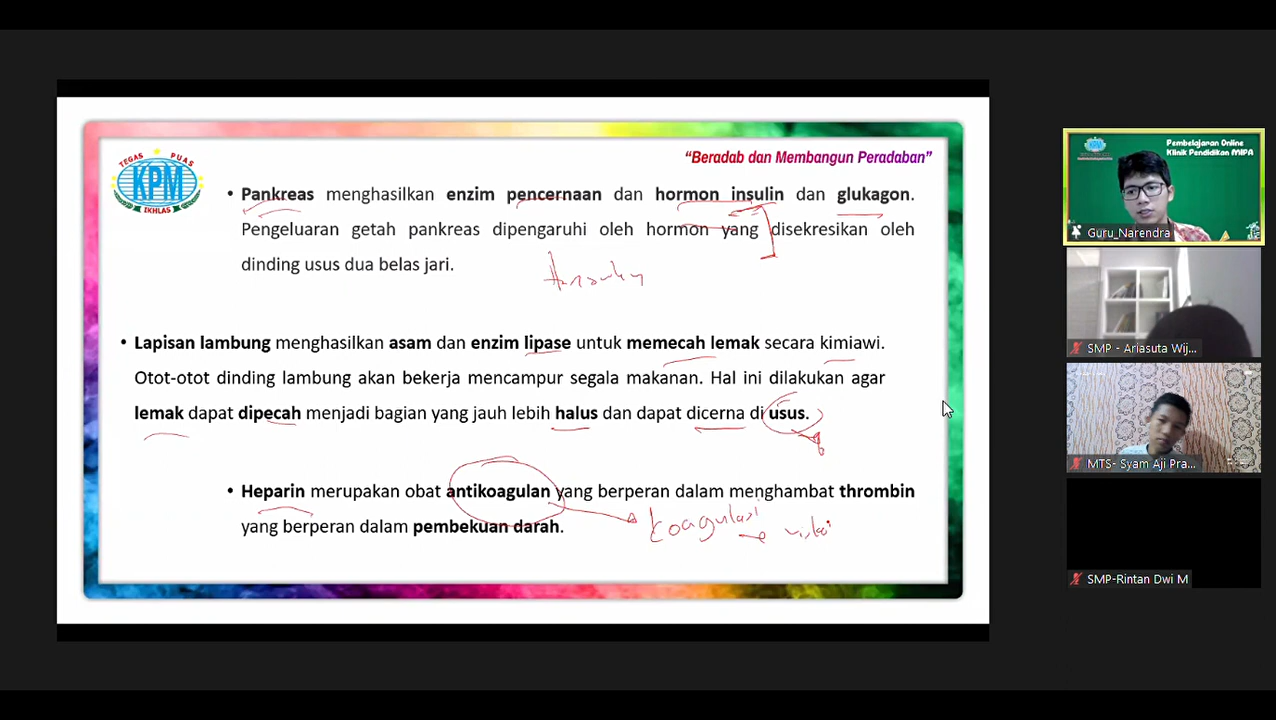 "Beradab dan Membangun Peradaban"
TEGAS PUAS
KPM
IKHLAS
• Pankreas menghasilkan enzim pencernaan dan hormon insulin dan glukagon.
Pengeluaran getah pankreas dipengaruhi oleh hormon yang disekresikan oleh
dinding usus dua belas jari.
• Lapisan lambung menghasilkan asam dan enzim lipase untuk memecah lemak secara kimiawi.
Otot-otot dinding lambung akan bekerja mencampur segala makanan. Hal ini dilakukan agar
lemak dapat dipecah menjadi bagian yang jauh lebih halus dan dapat dicerna di usus.
• Heparin merupakan obat antikoagulan yang berperan dalam menghambat thrombin
yang berperan dalam pembekuan darah.
koagulasi
Pembelajaran Online
Klinik Pendidikan MIPA
Guru_Narendra
SMP - Ariasuta Wij...
MTS- Syam Aji Pra...
SMP-Rintan Dwi M